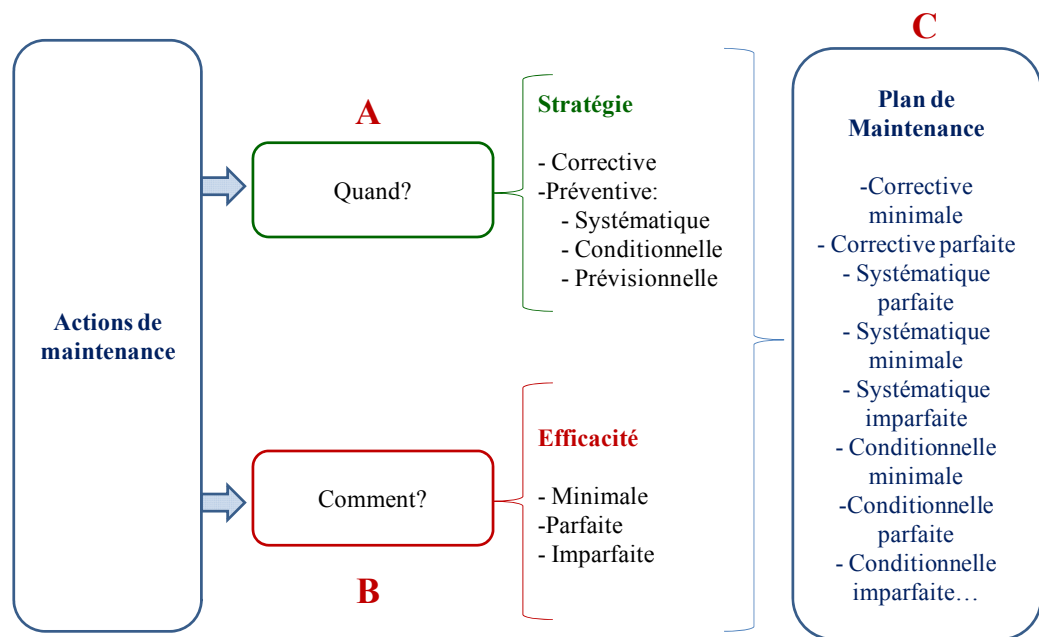 Actions de
maintenance
A
Quand?
Stratégie
- Corrective
-Préventive:
- Systématique
- Conditionnelle
- Prévisionnelle
Comment?
B
Efficacité
- Minimale
-Parfaite
- Imparfaite
C
Plan de
Maintenance
-Corrective
minimale
- Corrective parfaite
- Systématique
parfaite
- Systématique
minimale
- Systématique
imparfaite
- Conditionnelle
minimale
-Conditionnelle
parfaite
- Conditionnelle
imparfaite…